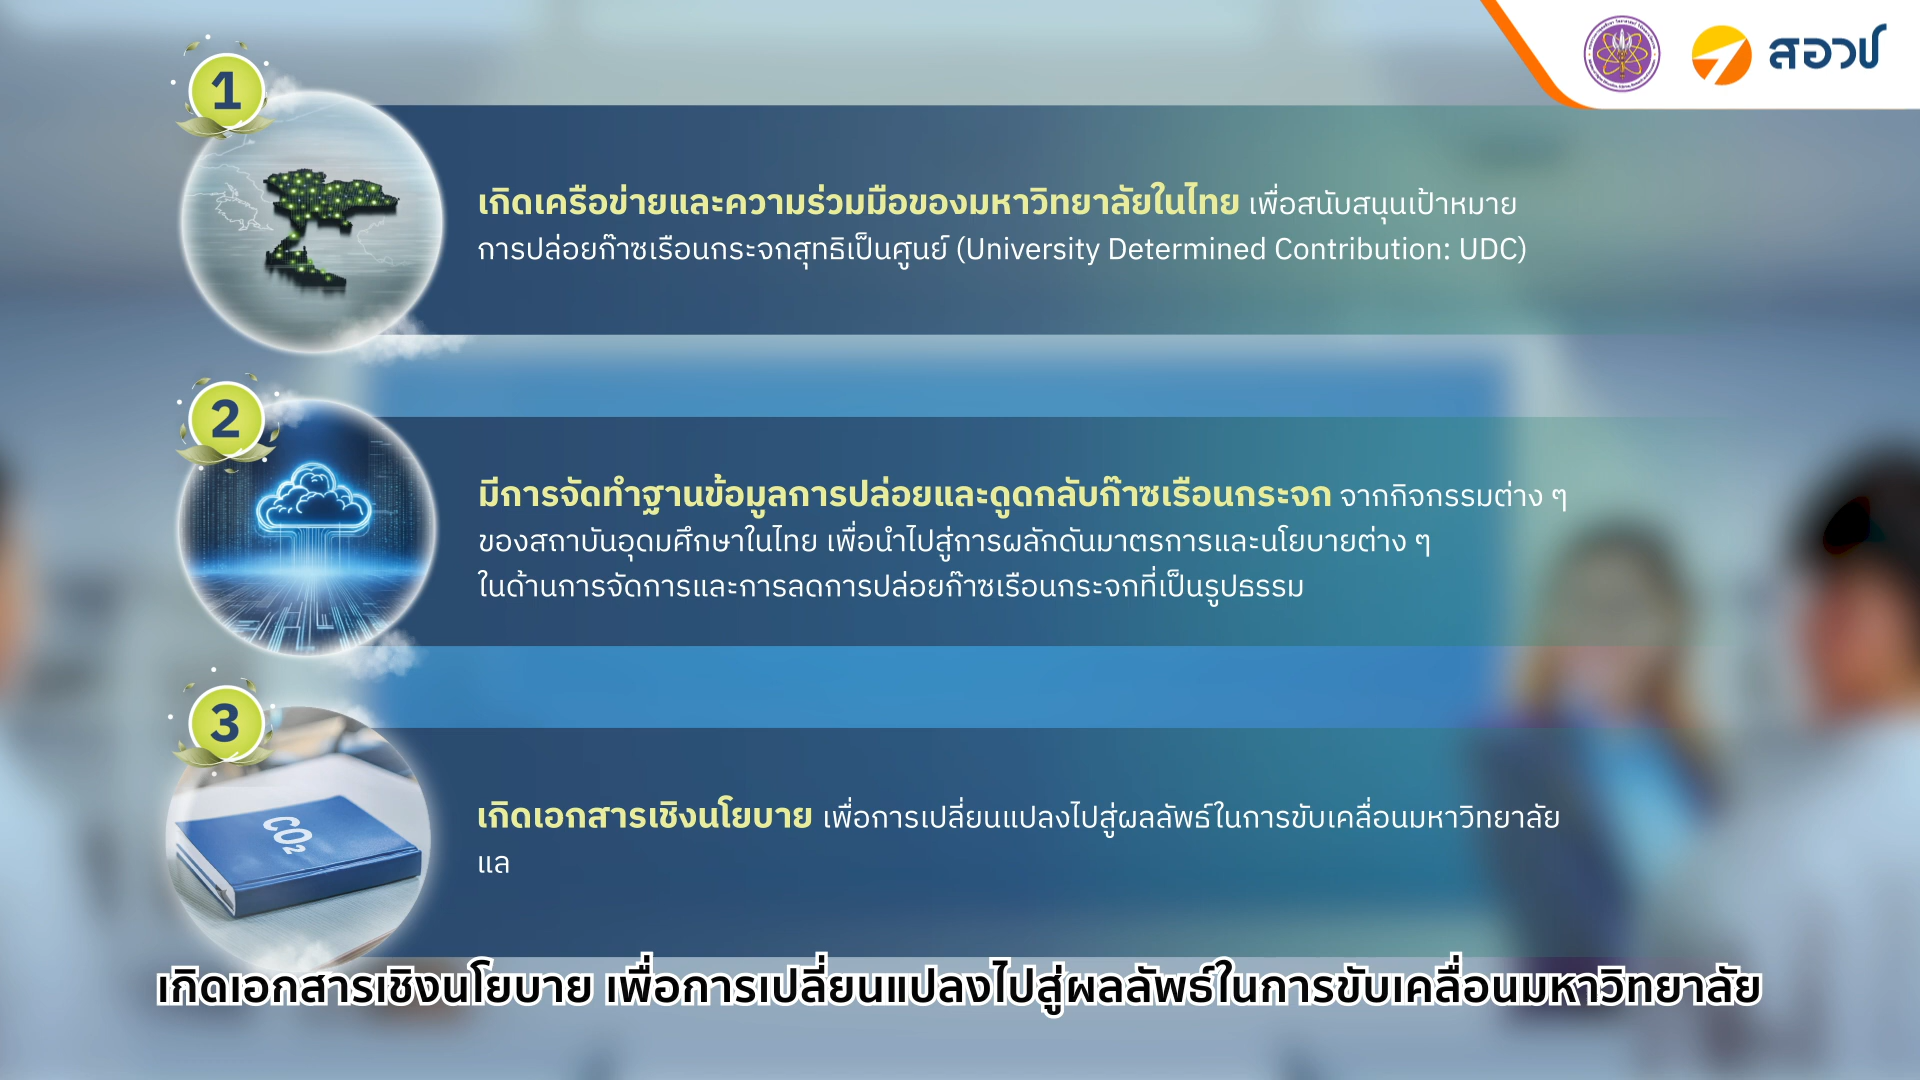 สอวช
1
เกิดเครือข่ายและความร่วมมือของมหาวิทยาลัยในไทย เพื่อสนับสนุนเป้าหมาย
การปล่อยก๊าซเรือนกระจกสุทธิเป็นศูนย์ (University Determined Contribution: UDC)
2
มีการจัดทำฐานข้อมูลการปล่อยและดูดกลับก๊าซเรือนกระจก จากกิจกรรมต่าง ๆ
ของสถาบันอุดมศึกษาในไทย เพื่อนำไปสู่การผลักดันมาตรการและนโยบายต่าง ๆ
ในด้านการจัดการและการลดการปล่อยก๊าซเรือนกระจกที่เป็นรูปธรรม
3
CO₂
เกิดเอกสารเชิงนโยบาย เพื่อการเปลี่ยนแปลงไปสู่ผลลัพธ์ในการขับเคลื่อนมหาวิทยาลัย
แล
เกิดเอกสารเชิงนโยบาย เพื่อการเปลี่ยนแปลงไปสู่ผลลัพธ์ในการขับเคลื่อนมหาวิทยาลัย